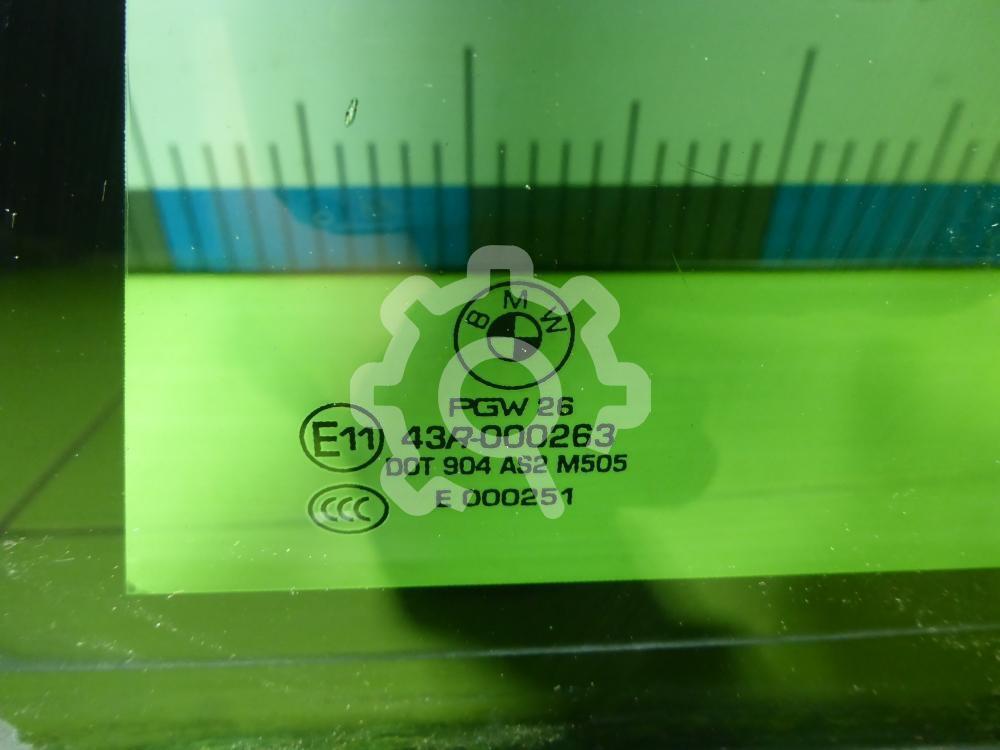 BMW
PGW 26
E11 43R-000263
DOT 904 AS2 M505
CCC E 000251